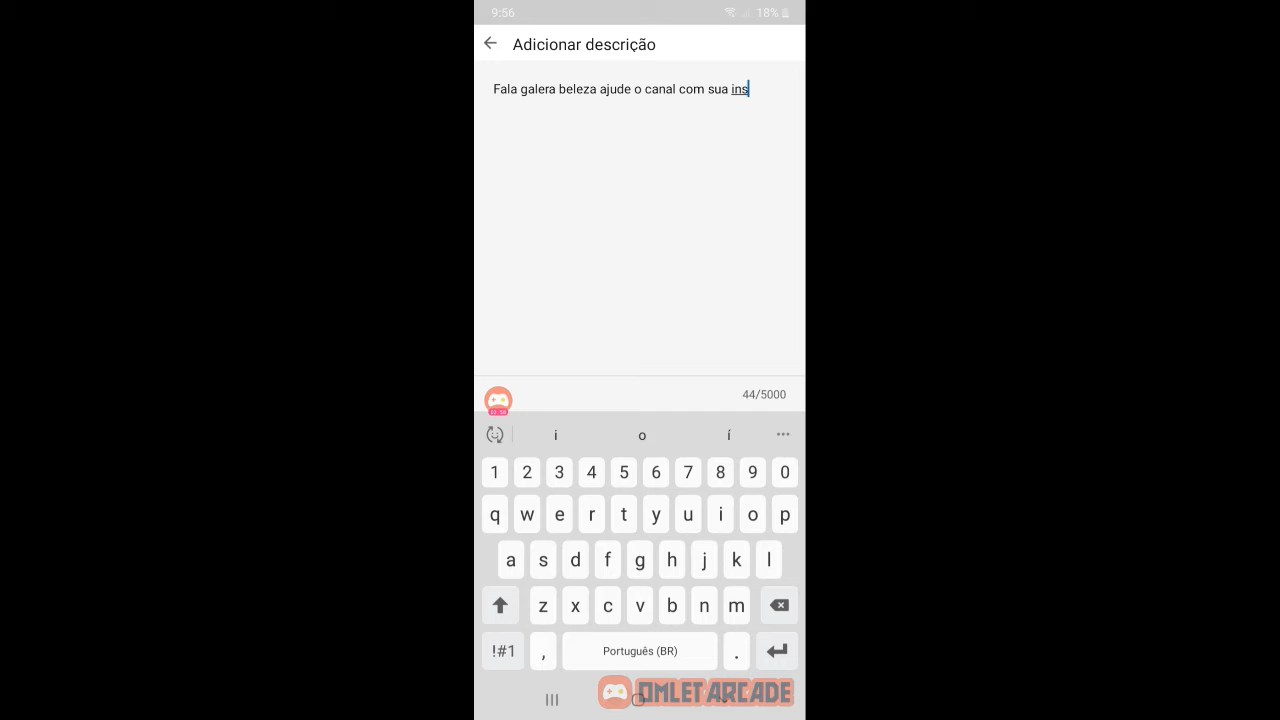 9:56
18%
Adicionar descrição
Fala galera beleza ajude o canal com sua ins
44/5000
i o í
1 2 3 4 5 6 7 8 9 0
q w e r t y u i o p
a s d f g h j k l
z x c v b n m
!#1 , Português (BR) .
OMLET ARCADE